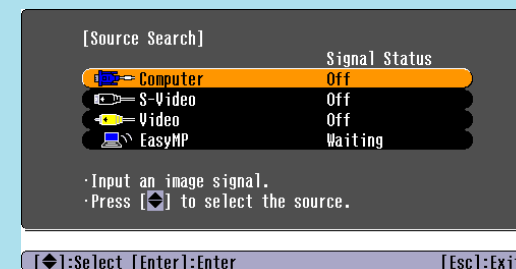 [Source Search]
Signal Status
Computer Off
S-Video Off
Video Off
EasyMP Waiting
·Input an image signal.
·Press [◆] to select the source.
[◆]:Select [Enter]:Enter [Esc]:Exit